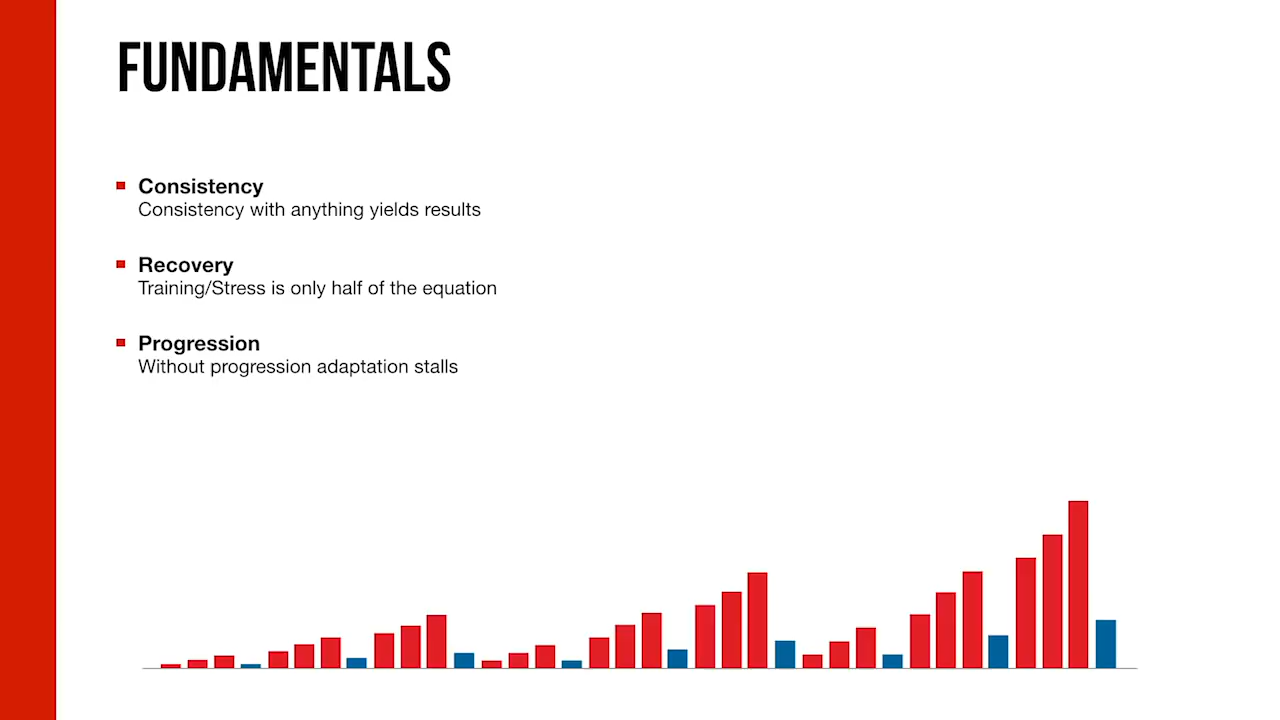 FUNDAMENTALS
Consistency
Consistency with anything yields results
Recovery
Training/Stress is only half of the equation
Progression
Without progression adaptation stalls